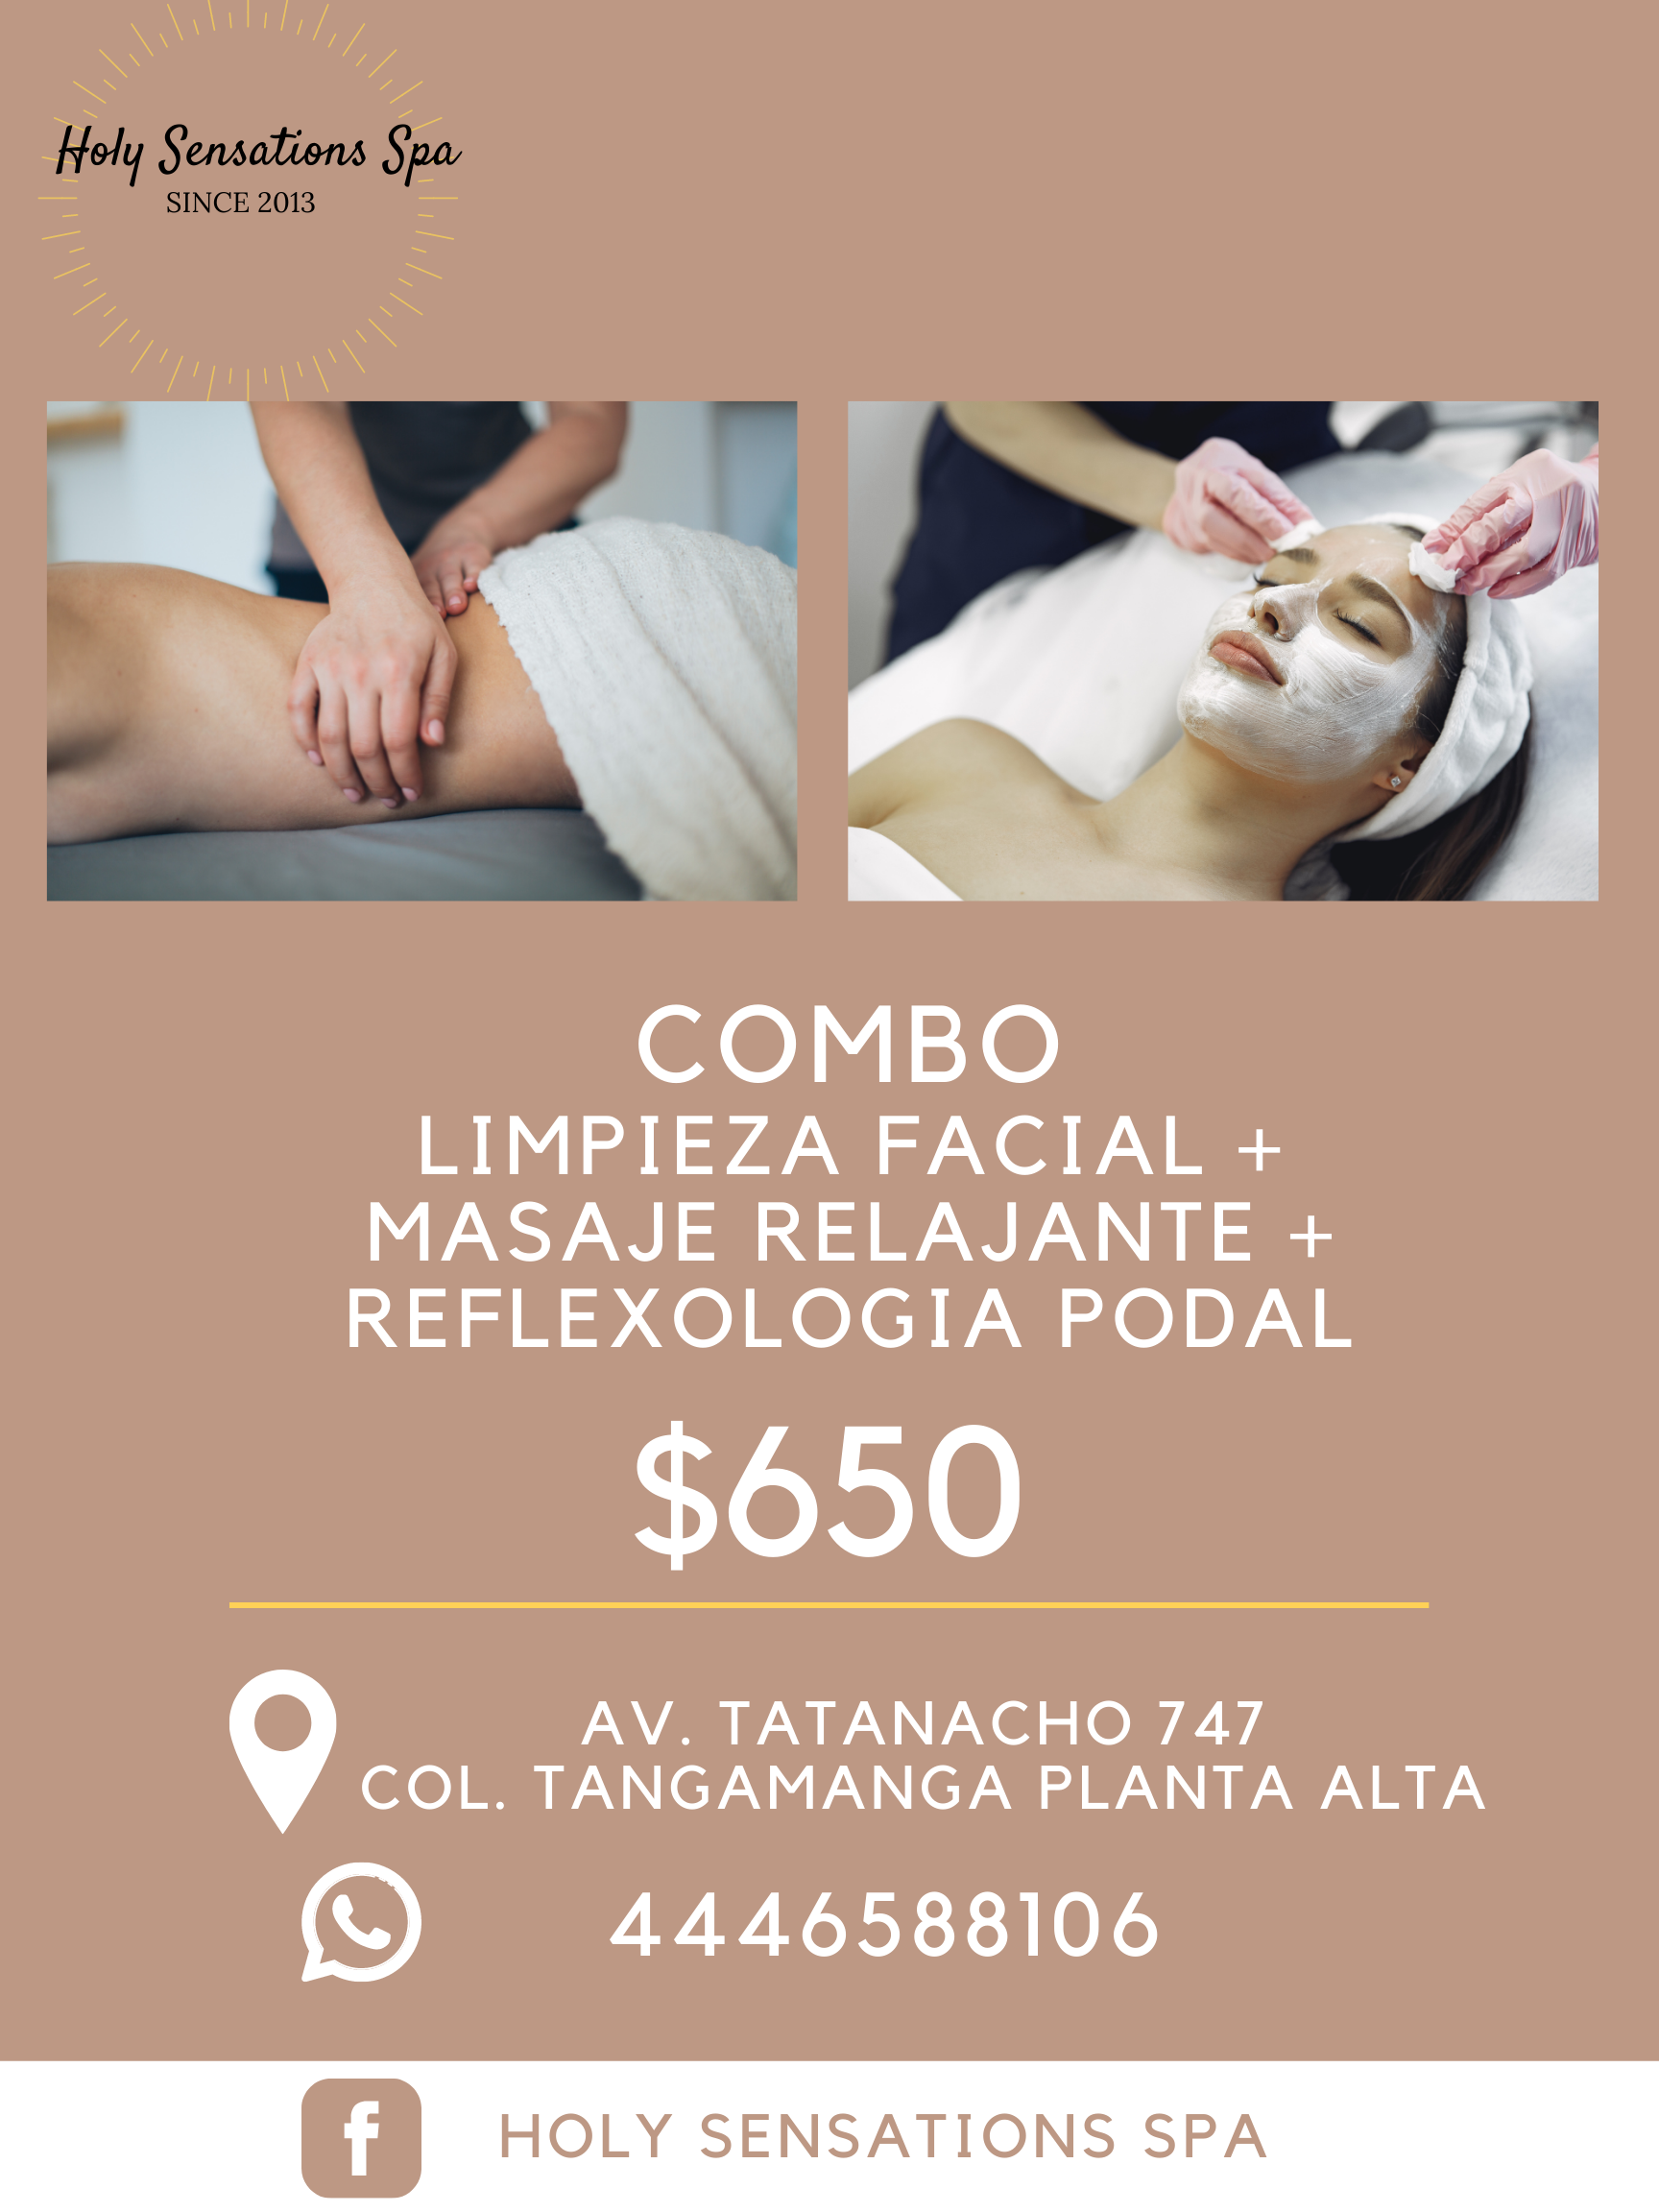 Holy Sensations Spa
SINCE 2013
COMBO
LIMPIEZA FACIAL +
MASAJE RELAJANTE +
REFLEXOLOGIA PODAL
$650
AV. TATANACHO 747
COL. TANGAMANGA PLANTA ALTA
4446588106
f
HOLY SENSATIONS SPA